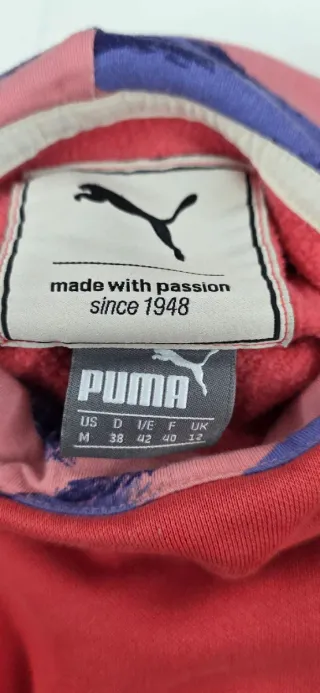 made with passion
since 1948
PUMA
US D I/E F UK
M 38 42 40 12